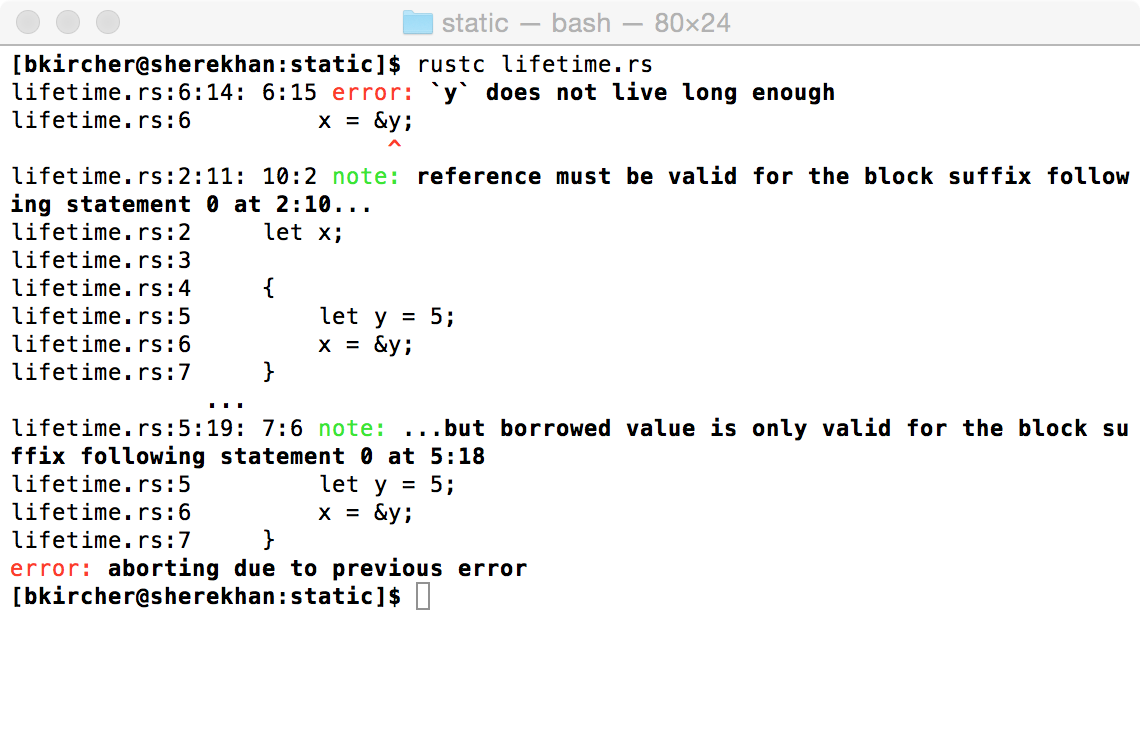 static — bash — 80×24
[bkircher@sherekhan:static]$ rustc lifetime.rs
lifetime.rs:6:14: 6:15 error: `y` does not live long enough
lifetime.rs:6         x = &y;
                           ^
lifetime.rs:2:11: 10:2 note: reference must be valid for the block suffix follow
ing statement 0 at 2:10...
lifetime.rs:2     let x;
lifetime.rs:3
lifetime.rs:4     {
lifetime.rs:5         let y = 5;
lifetime.rs:6         x = &y;
lifetime.rs:7     }
              ...
lifetime.rs:5:19: 7:6 note: ...but borrowed value is only valid for the block su
ffix following statement 0 at 5:18
lifetime.rs:5         let y = 5;
lifetime.rs:6         x = &y;
lifetime.rs:7     }
error: aborting due to previous error
[bkircher@sherekhan:static]$